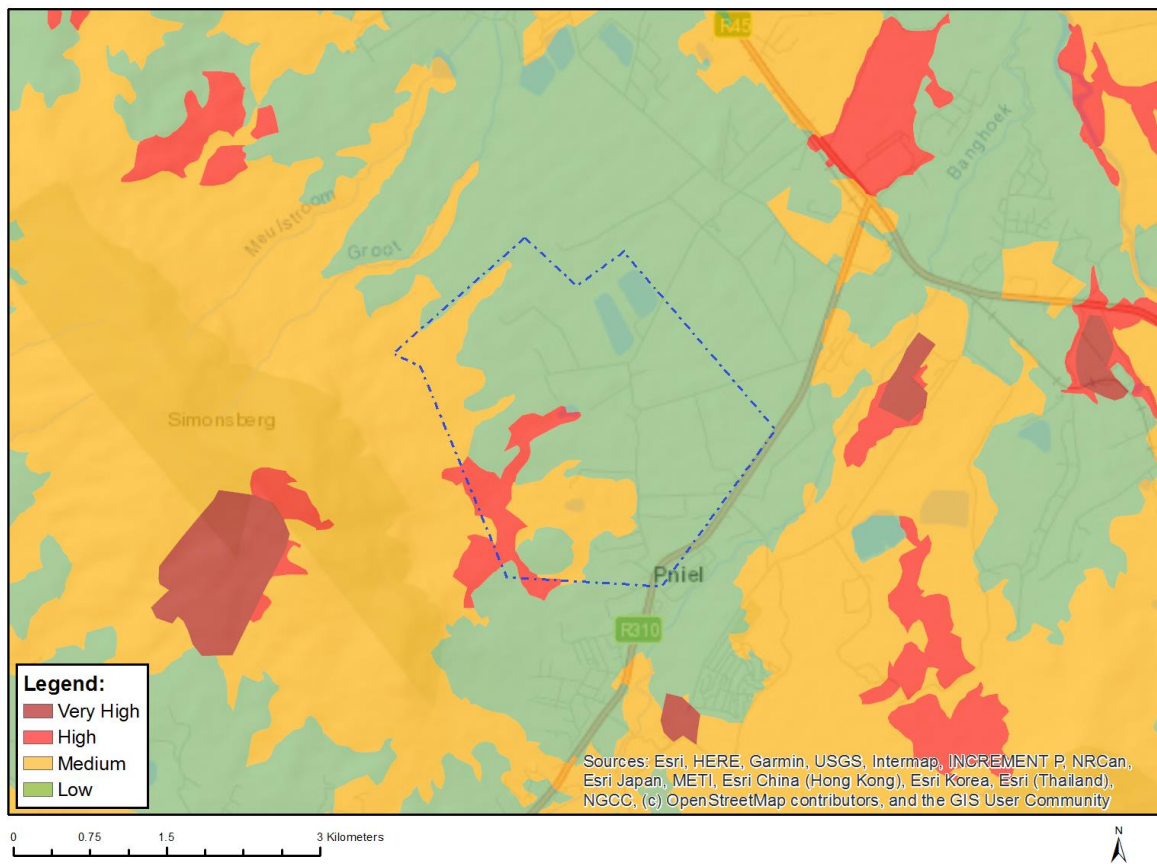 R45
Banghoek
Meulstroom
Groot
Simonsberg
Pniel
R310
Legend:
Very High
High
Medium
Low
Sources: Esri, HERE, Garmin, USGS, Intermap, INCREMENT P, NRCan,
Esri Japan, METI, Esri China (Hong Kong), Esri Korea, Esri (Thailand),
NGCC, (c) OpenStreetMap contributors, and the GIS User Community
0 0.75 1.5 3 Kilometers
N